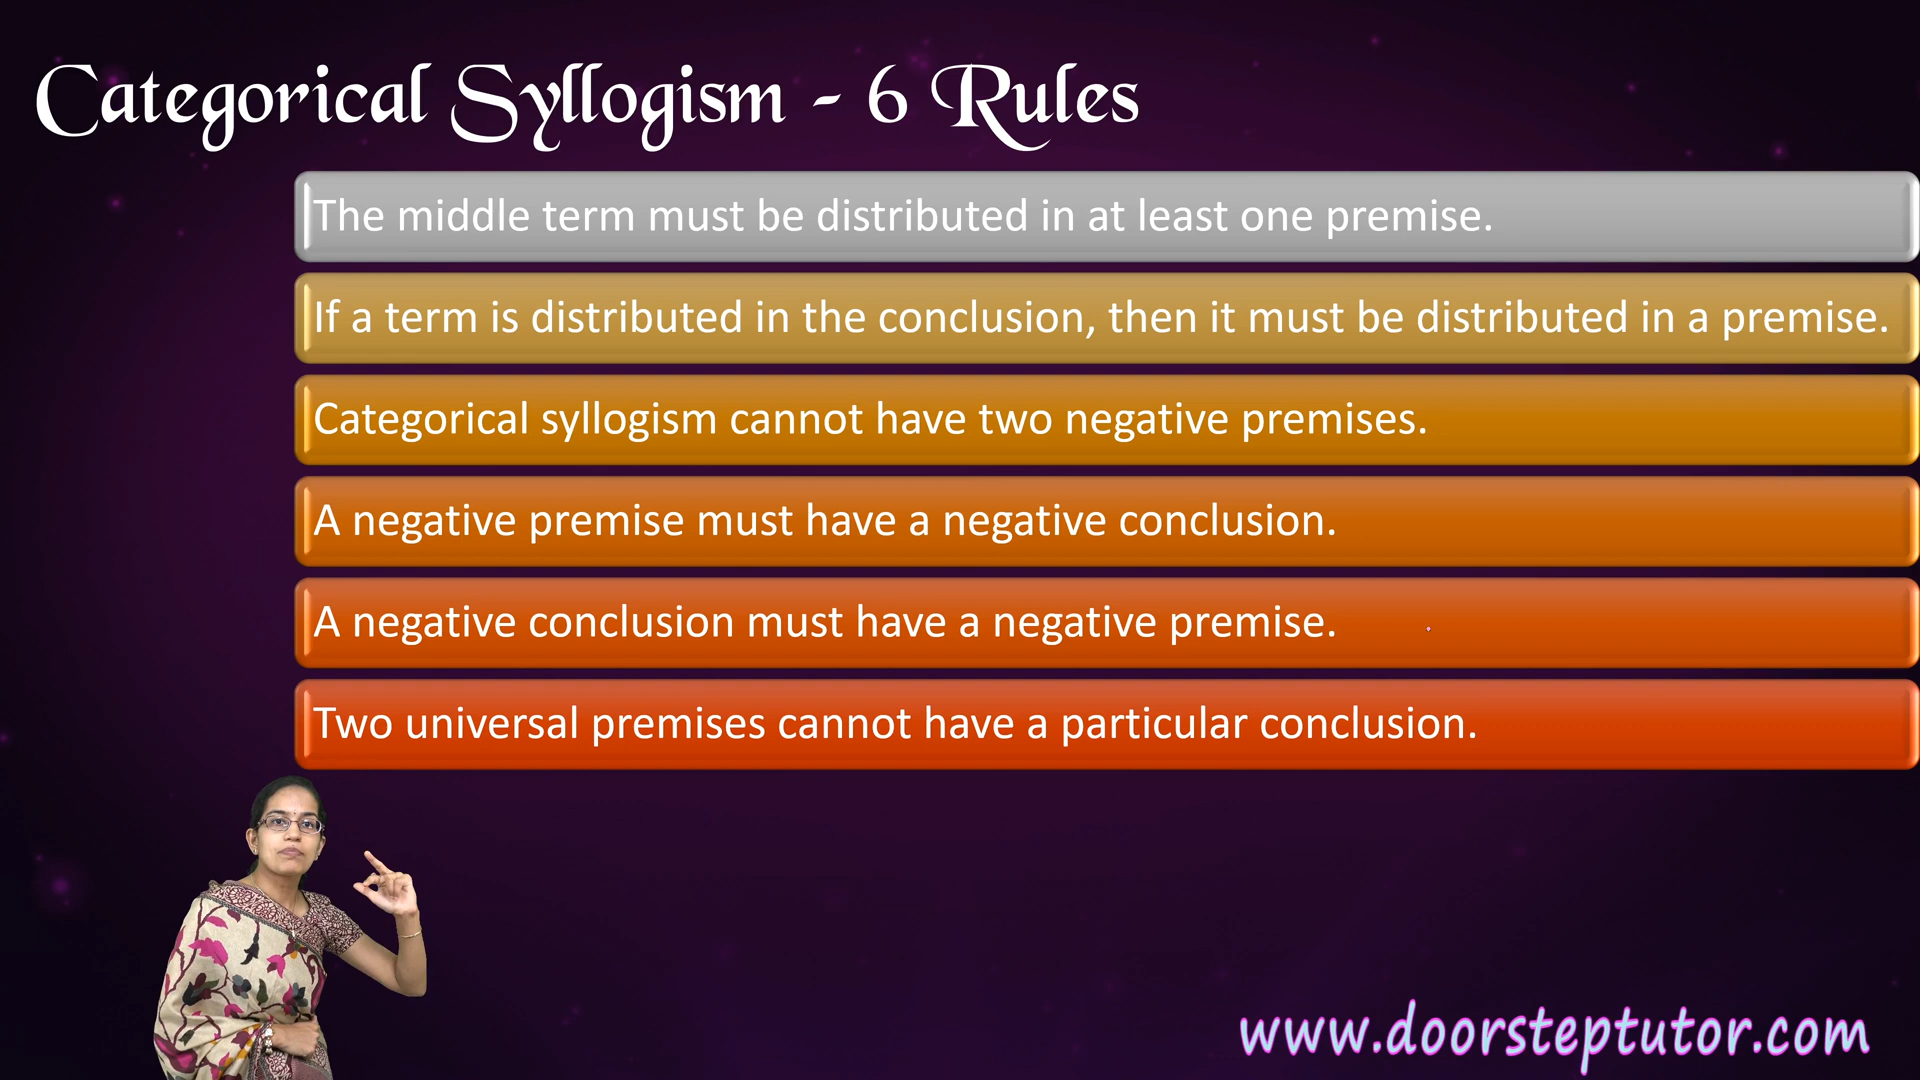 Categorical Syllogism - 6 Rules
The middle term must be distributed in at least one premise.
If a term is distributed in the conclusion, then it must be distributed in a premise.
Categorical syllogism cannot have two negative premises.
A negative premise must have a negative conclusion.
A negative conclusion must have a negative premise.
Two universal premises cannot have a particular conclusion.
www.doorsteptutor.com